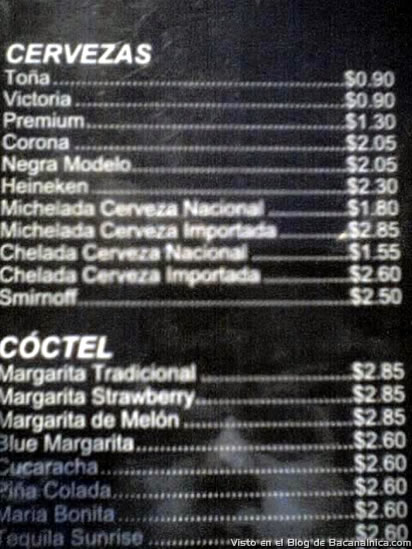 CERVEZAS
Toña $0.90
Victoria $0.90
Premium $1.30
Corona $2.05
Negra Modelo $2.05
Heineken $2.30
Michelada Cerveza Nacional $1.80
Michelada Cerveza Importada $2.85
Chelada Cerveza Nacional $1.55
Chelada Cerveza Importada $2.60
Smirnoff $2.50
CÓCTEL
Margarita Tradicional $2.85
Margarita Strawberry $2.85
Margarita de Melón $2.85
Blue Margarita $2.60
Cucaracha $2.60
Piña Colada $2.60
Maria Bonita $2.60
Tequila Sunrise $2.60
Visto en el Blog de Bacanalnica.com